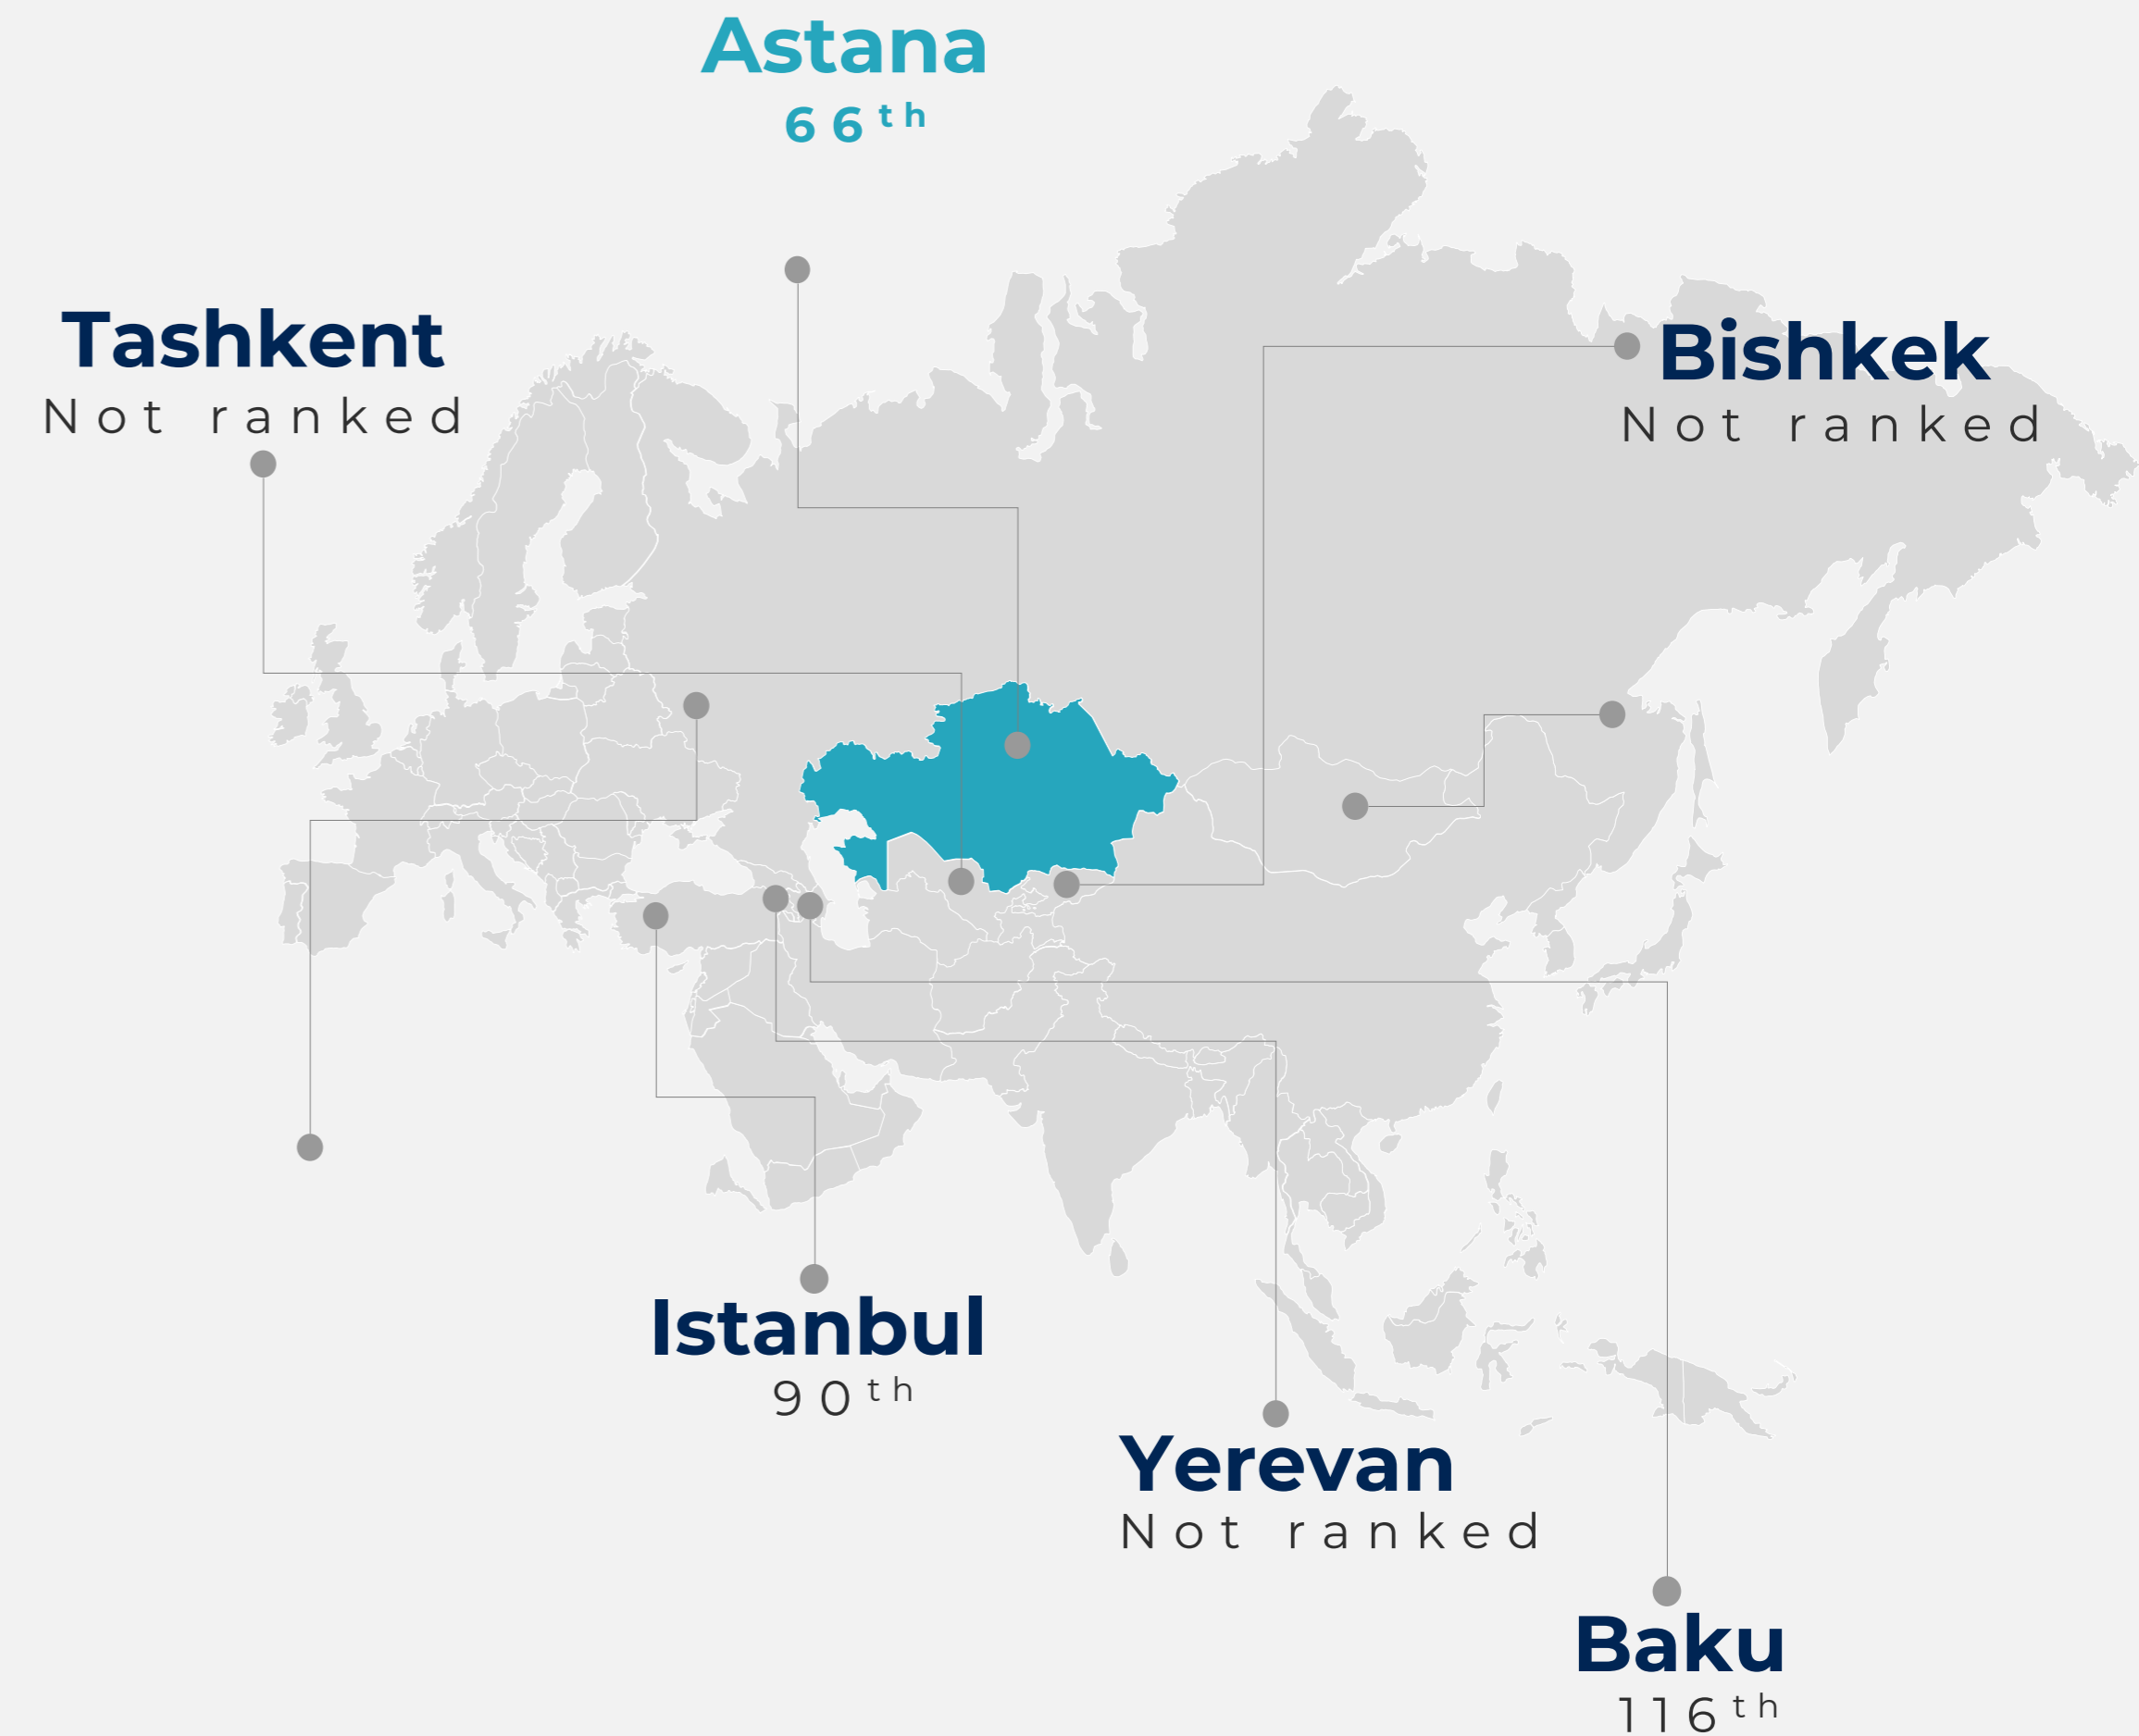 Astana
66th
Tashkent
Not ranked
Bishkek
Not ranked
Istanbul
90th
Yerevan
Not ranked
Baku
116th